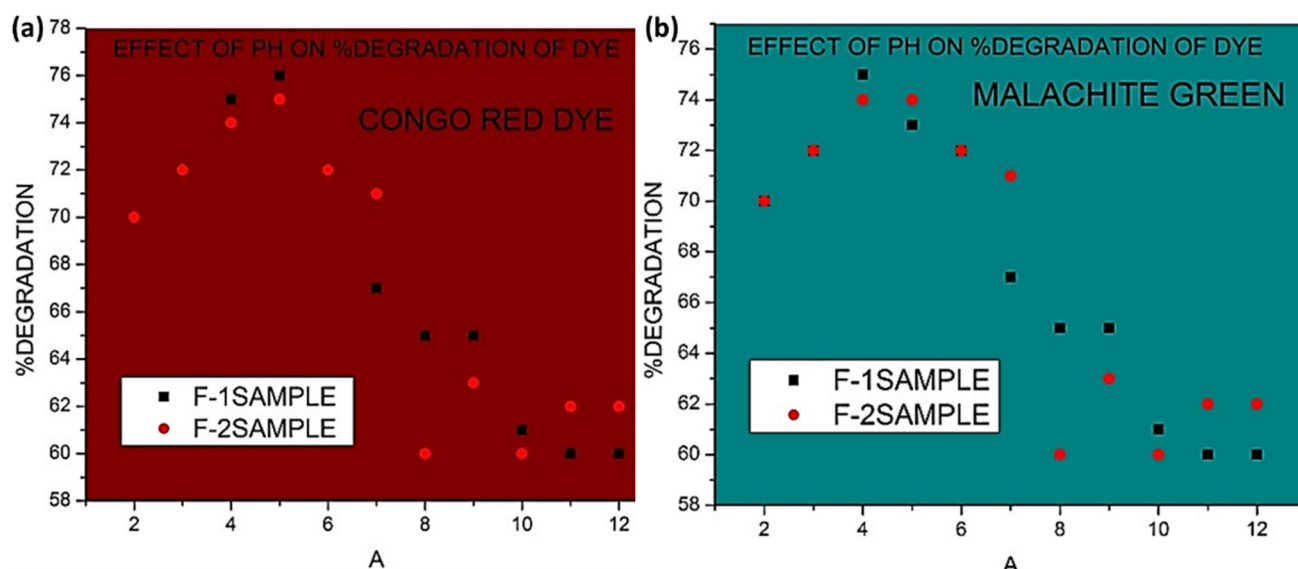 (a)
EFFECT OF PH ON %DEGRADATION OF DYE
CONGO RED DYE
%DEGRADATION
78
76
74
72
70
68
66
64
62
60
58
F-1SAMPLE
F-2SAMPLE
2 4 6 8 10 12
A
(b)
EFFECT OF PH ON %DEGRADATION OF DYE
MALACHITE GREEN
%DEGRADATION
76
74
72
70
68
66
64
62
60
58
F-1SAMPLE
F-2SAMPLE
2 4 6 8 10 12
A